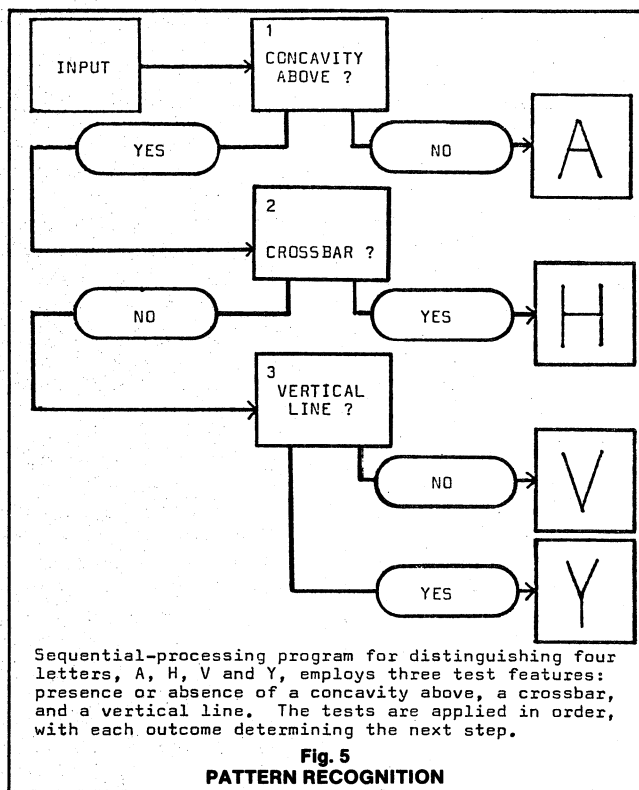 INPUT
1
CONCAVITY
ABOVE ?
YES
NO
A
2
CROSSBAR ?
NO
YES
H
3
VERTICAL
LINE ?
NO
V
YES
Y
Sequential-processing program for distinguishing four
letters, A, H, V and Y, employs three test features:
presence or absence of a concavity above, a crossbar,
and a vertical line. The tests are applied in order,
with each outcome determining the next step.
Fig. 5
PATTERN RECOGNITION